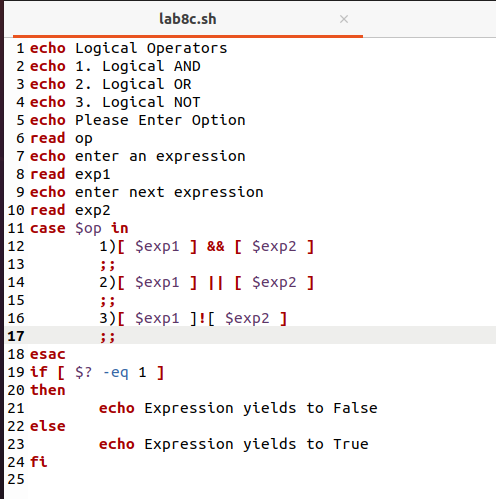 lab8c.sh ×
1 echo Logical Operators
2 echo 1. Logical AND
3 echo 2. Logical OR
4 echo 3. Logical NOT
5 echo Please Enter Option
6 read op
7 echo enter an expression
8 read exp1
9 echo enter next expression
10 read exp2
11 case $op in
12         1)[ $exp1 ] && [ $exp2 ]
13         ;;
14         2)[ $exp1 ] || [ $exp2 ]
15         ;;
16         3)[ $exp1 ]![ $exp2 ]
17         ;;
18 esac
19 if [ $? -eq 1 ]
20 then
21         echo Expression yields to False
22 else
23         echo Expression yields to True
24 fi
25